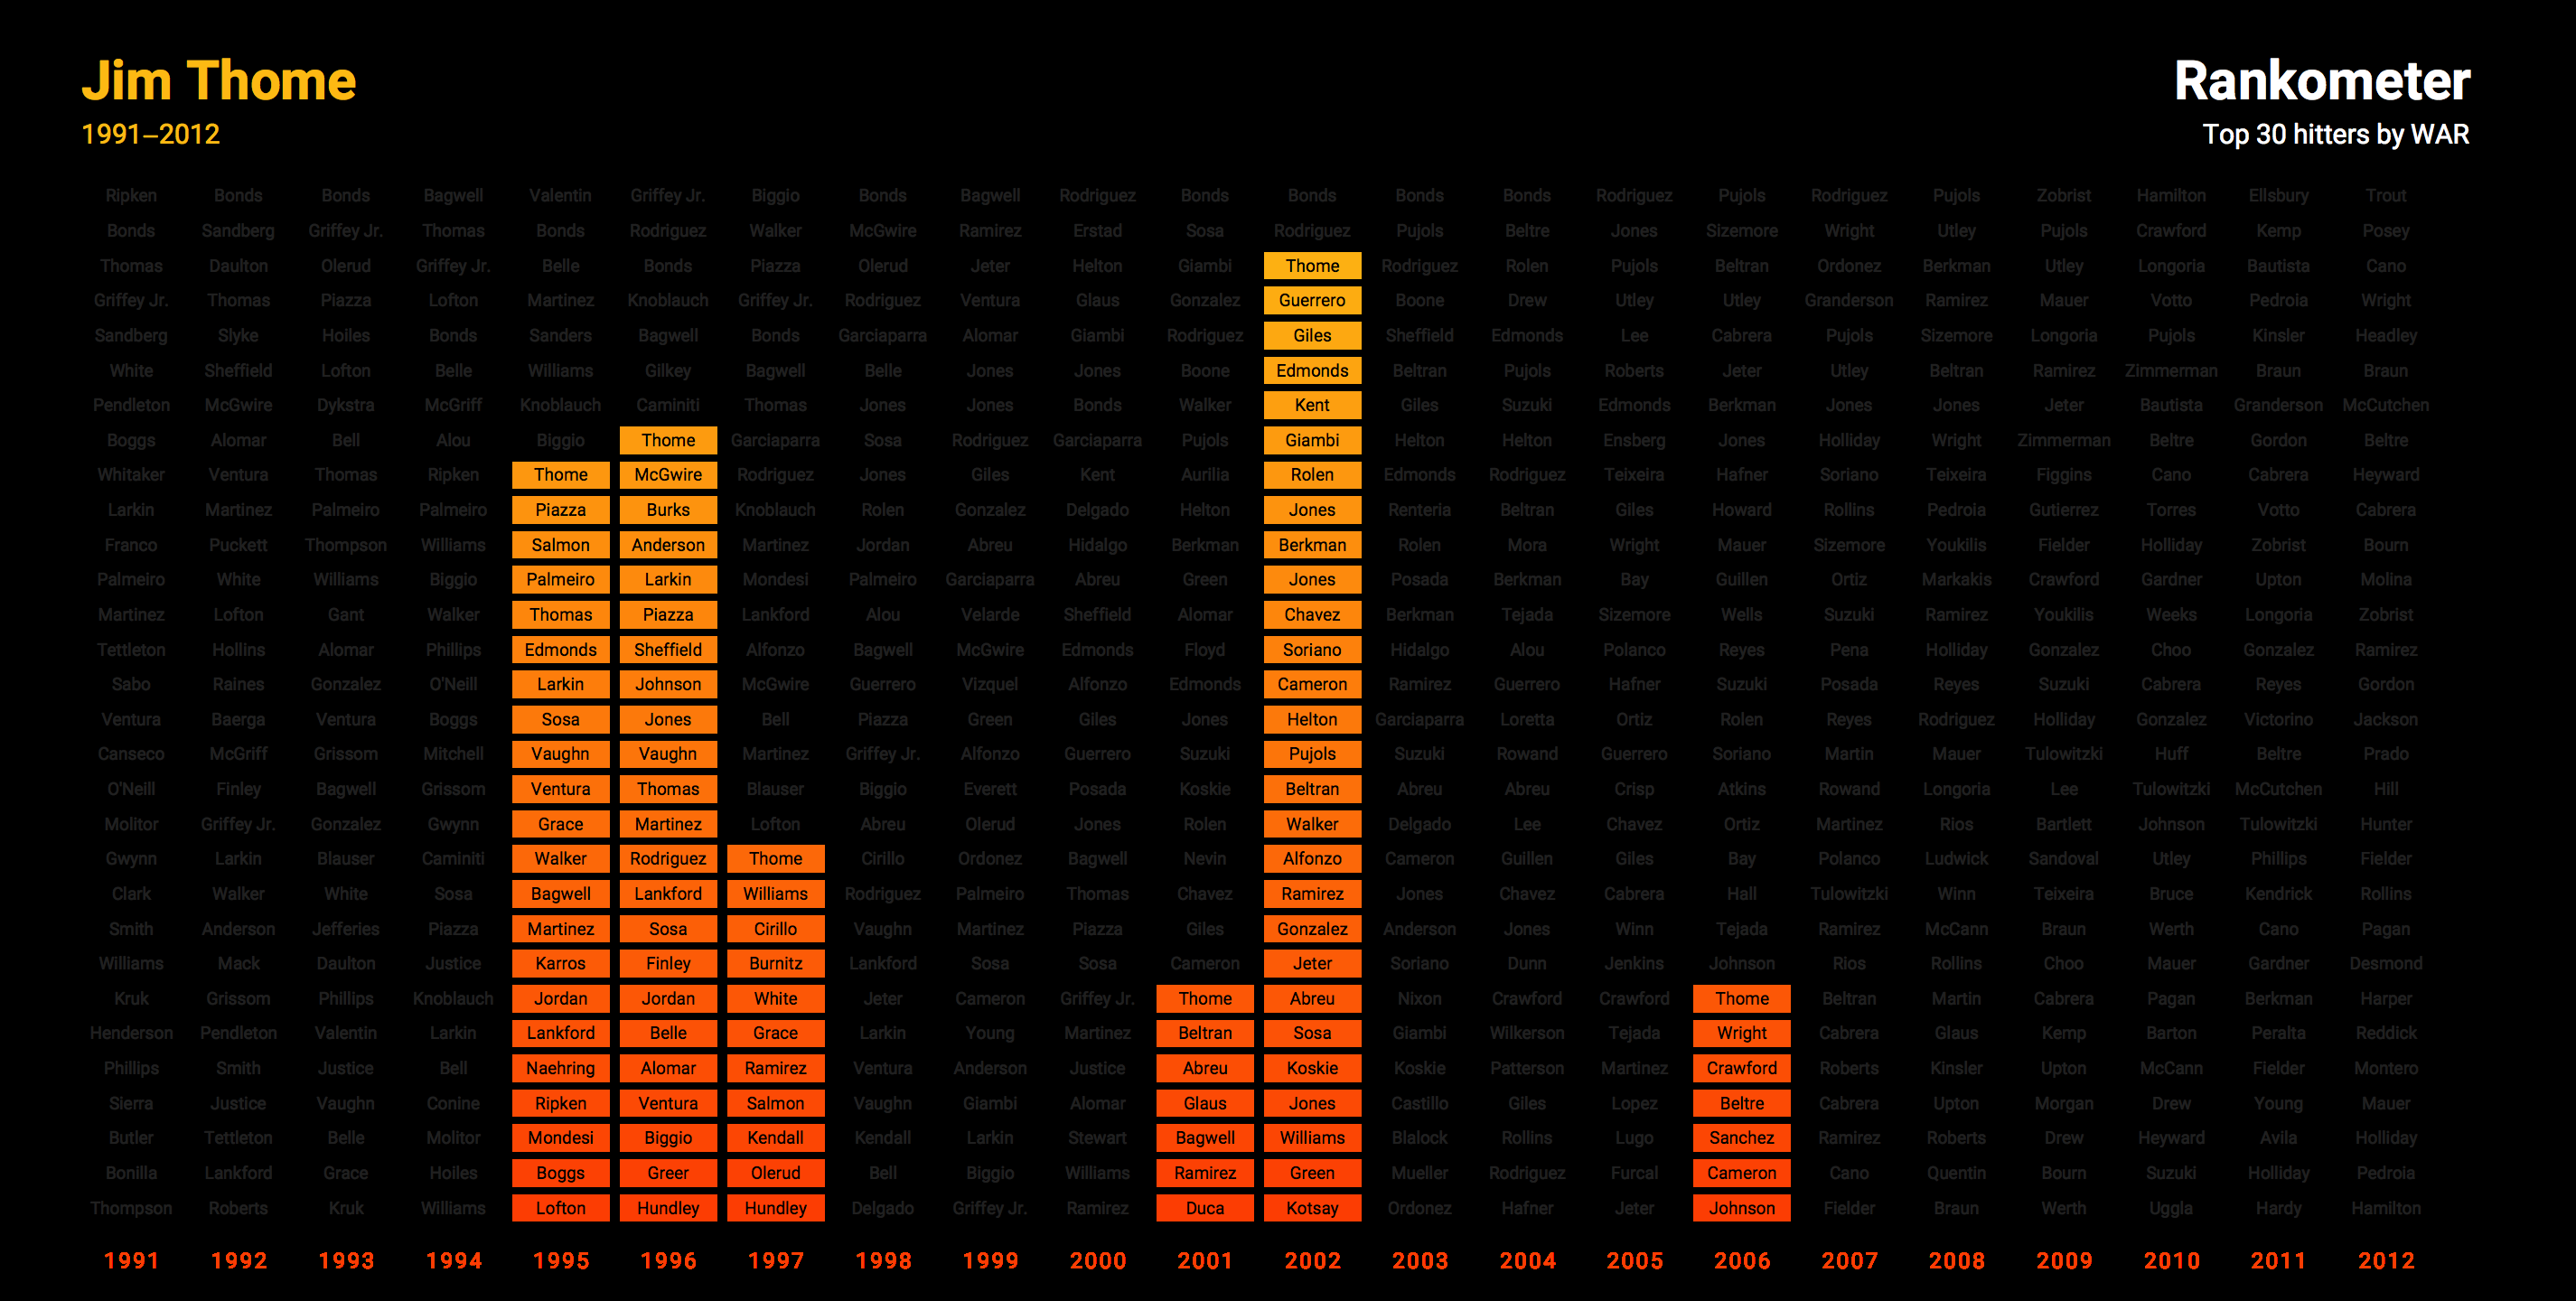 Jim Thome
1991–2012
Rankometer
Top 30 hitters by WAR
Ripken Bonds Bonds Bagwell Valentin Griffey Jr. Biggio Bonds Bagwell Rodriguez Bonds Bonds Bonds Bonds Rodriguez Pujols Rodriguez Pujols Zobrist Hamilton Ellsbury Trout
Bonds Sandberg Griffey Jr. Thomas Bonds Rodriguez Walker McGwire Ramirez Erstad Sosa Rodriguez Pujols Beltre Jones Sizemore Wright Utley Pujols Crawford Kemp Posey
Thomas Daulton Olerud Griffey Jr. Belle Bonds Piazza Olerud Jeter Helton Giambi Thome Rodriguez Rolen Pujols Beltran Ordonez Berkman Utley Longoria Bautista Cano
Griffey Jr. Thomas Piazza Lofton Martinez Knoblauch Griffey Jr. Rodriguez Ventura Glaus Gonzalez Guerrero Boone Drew Utley Utley Granderson Ramirez Mauer Votto Pedroia Wright
Sandberg Slyke Hoiles Bonds Sanders Bagwell Bonds Garciaparra Alomar Giambi Rodriguez Giles Sheffield Edmonds Lee Cabrera Pujols Sizemore Longoria Pujols Kinsler Headley
White Sheffield Lofton Belle Williams Gilkey Bagwell Belle Jones Jones Boone Edmonds Beltran Pujols Roberts Jeter Utley Beltran Ramirez Zimmerman Braun Braun
Pendleton McGwire Dykstra McGriff Knoblauch Caminiti Thomas Jones Jones Bonds Walker Kent Giles Suzuki Edmonds Berkman Jones Jones Jeter Bautista Granderson McCutchen
Boggs Alomar Bell Alou Biggio Thome Garciaparra Sosa Rodriguez Garciaparra Pujols Giambi Helton Helton Ensberg Jones Holliday Wright Zimmerman Beltre Gordon Beltre
Whitaker Ventura Thomas Ripken Thome McGwire Rodriguez Jones Giles Kent Aurilia Rolen Edmonds Rodriguez Teixeira Hafner Soriano Teixeira Figgins Cano Cabrera Heyward
Larkin Martinez Palmeiro Palmeiro Piazza Burks Knoblauch Rolen Gonzalez Delgado Helton Jones Renteria Beltran Giles Howard Rollins Pedroia Gutierrez Torres Votto Cabrera
Franco Puckett Thompson Williams Salmon Anderson Martinez Jordan Abreu Hidalgo Berkman Berkman Rolen Mora Wright Mauer Sizemore Youkilis Fielder Holliday Zobrist Bourn
Palmeiro White Williams Biggio Palmeiro Larkin Mondesi Palmeiro Garciaparra Abreu Green Jones Posada Berkman Bay Guillen Ortiz Markakis Crawford Gardner Upton Molina
Martinez Lofton Gant Walker Thomas Piazza Lankford Alou Velarde Sheffield Alomar Chavez Berkman Tejada Sizemore Wells Suzuki Ramirez Youkilis Weeks Longoria Zobrist
Tettleton Hollins Alomar Phillips Edmonds Sheffield Alfonzo Bagwell McGwire Edmonds Floyd Soriano Hidalgo Alou Polanco Reyes Pena Holliday Gonzalez Choo Gonzalez Ramirez
Sabo Raines Gonzalez O'Neill Larkin Johnson McGwire Guerrero Vizquel Alfonzo Edmonds Cameron Ramirez Guerrero Hafner Suzuki Posada Reyes Suzuki Cabrera Reyes Gordon
Ventura Baerga Ventura Boggs Sosa Jones Bell Piazza Green Giles Jones Helton Garciaparra Loretta Ortiz Rolen Reyes Rodriguez Holliday Gonzalez Victorino Jackson
Canseco McGriff Grissom Mitchell Vaughn Vaughn Martinez Griffey Jr. Alfonzo Guerrero Suzuki Pujols Suzuki Rowand Guerrero Soriano Martin Mauer Tulowitzki Huff Beltre Prado
O'Neill Finley Bagwell Grissom Ventura Thomas Blauser Biggio Everett Posada Koskie Beltran Abreu Abreu Crisp Atkins Rowand Longoria Lee Tulowitzki McCutchen Hill
Molitor Griffey Jr. Gonzalez Gwynn Grace Martinez Lofton Abreu Olerud Jones Rolen Walker Delgado Lee Chavez Ortiz Martinez Rios Bartlett Johnson Tulowitzki Hunter
Gwynn Larkin Blauser Caminiti Walker Rodriguez Thome Cirillo Ordonez Bagwell Nevin Alfonzo Cameron Guillen Giles Bay Polanco Ludwick Sandoval Utley Phillips Fielder
Clark Walker White Sosa Bagwell Lankford Williams Rodriguez Palmeiro Thomas Chavez Ramirez Jones Chavez Cabrera Hall Tulowitzki Winn Teixeira Bruce Kendrick Rollins
Smith Anderson Jefferies Piazza Martinez Sosa Cirillo Vaughn Martinez Piazza Giles Gonzalez Anderson Jones Winn Tejada Ramirez McCann Braun Werth Cano Pagan
Williams Mack Daulton Justice Karros Finley Burnitz Lankford Sosa Sosa Cameron Jeter Soriano Dunn Jenkins Johnson Rios Rollins Choo Mauer Gardner Desmond
Kruk Grissom Phillips Knoblauch Jordan Jordan White Jeter Cameron Griffey Jr. Thome Abreu Nixon Crawford Crawford Thome Beltran Martin Cabrera Pagan Berkman Harper
Henderson Pendleton Valentin Larkin Lankford Belle Grace Larkin Young Martinez Beltran Sosa Giambi Wilkerson Tejada Wright Cabrera Glaus Kemp Barton Peralta Reddick
Phillips Smith Justice Bell Naehring Alomar Ramirez Ventura Anderson Justice Abreu Koskie Koskie Patterson Martinez Crawford Roberts Kinsler Upton McCann Fielder Montero
Sierra Justice Vaughn Conine Ripken Ventura Salmon Vaughn Giambi Alomar Glaus Jones Castillo Giles Lopez Beltre Cabrera Upton Morgan Drew Young Mauer
Butler Tettleton Belle Molitor Mondesi Biggio Kendall Kendall Larkin Stewart Bagwell Williams Blalock Rollins Lugo Sanchez Ramirez Roberts Drew Heyward Avila Holliday
Bonilla Lankford Grace Hoiles Boggs Greer Olerud Bell Biggio Williams Ramirez Green Mueller Rodriguez Furcal Cameron Cano Quentin Bourn Suzuki Holliday Pedroia
Thompson Roberts Kruk Williams Lofton Hundley Hundley Delgado Griffey Jr. Ramirez Duca Kotsay Ordonez Hafner Jeter Johnson Fielder Braun Werth Uggla Hardy Hamilton
1991 1992 1993 1994 1995 1996 1997 1998 1999 2000 2001 2002 2003 2004 2005 2006 2007 2008 2009 2010 2011 2012